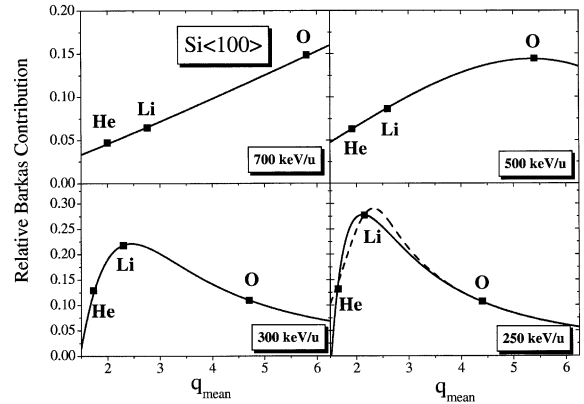 0.20
0.15
0.10
0.05
0.00
Si<100>
He
Li
O
700 keV/u
He
Li
O
500 keV/u
Relative Barkas Contribution
0.30
0.25
0.20
0.15
0.10
0.05
0.00
He
Li
O
300 keV/u
He
Li
O
250 keV/u
2 3 4 5 6
2 3 4 5 6
qmean
qmean